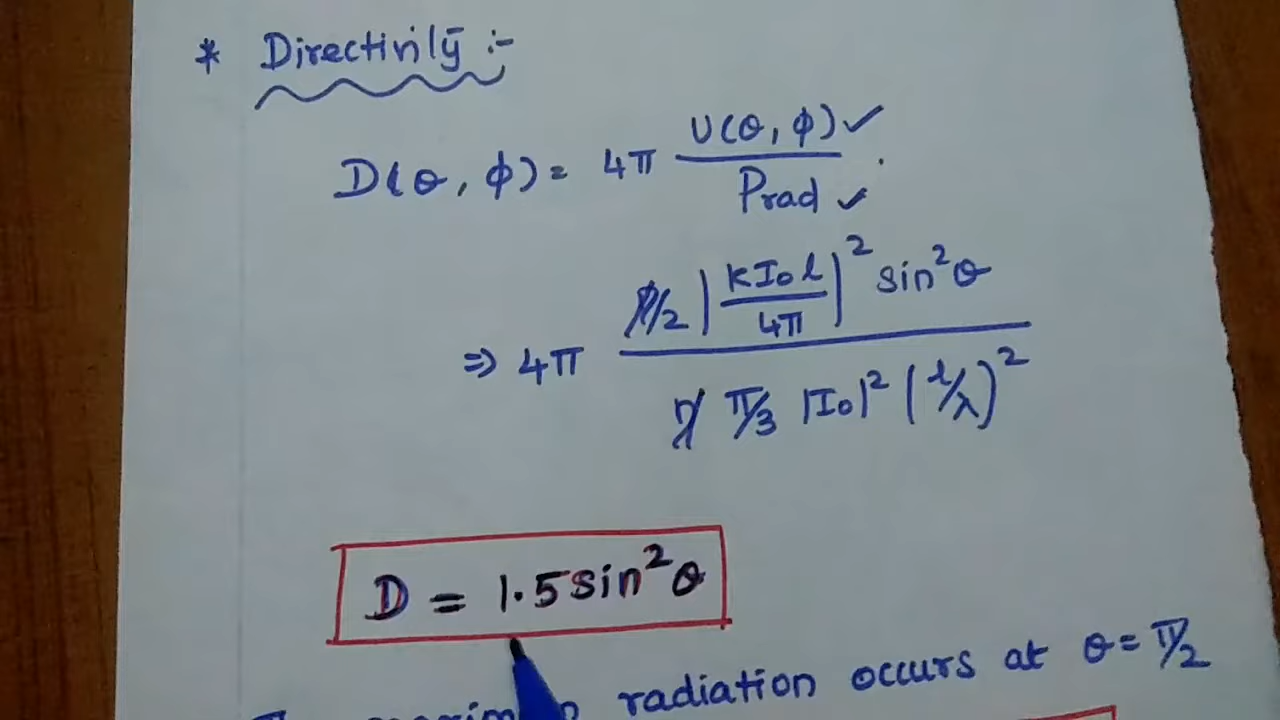 * Directivity :-
D(θ, φ) = 4π U(θ, φ) ✓ / Prad ✓
⇒ 4π η/2 |kI₀l / 4π|² sin²θ / η π/3 |I₀|² (l/λ)²
D = 1.5 sin²θ
radiation occurs at θ = π/2